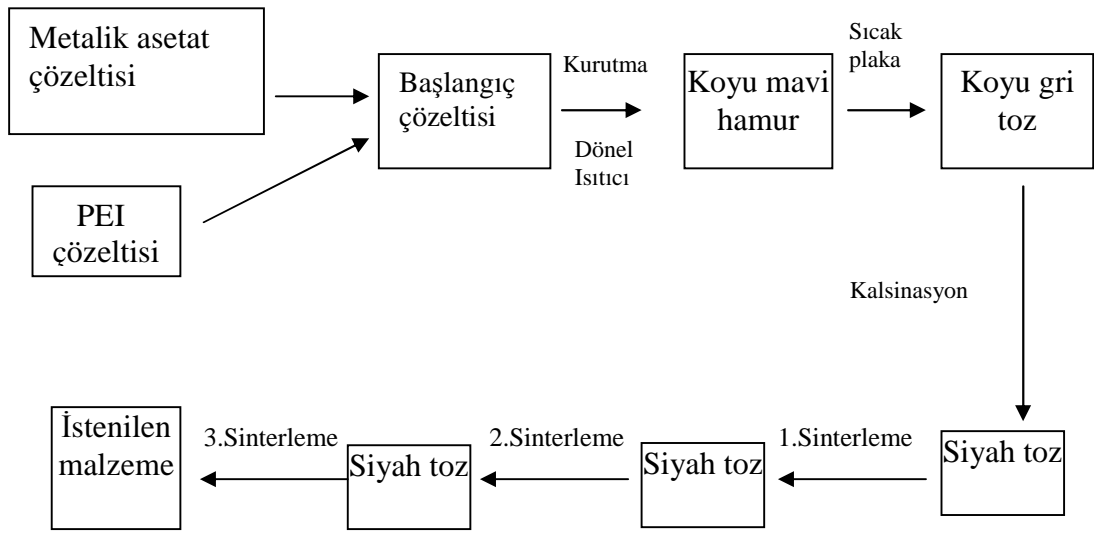 Metalik asetat
çözeltisi
PEI
çözeltisi
Başlangıç
çözeltisi
Kurutma
Dönel
Isıtıcı
Koyu mavi
hamur
Sıcak
plaka
Koyu gri
toz
Kalsinasyon
Siyah toz
1.Sinterleme
Siyah toz
2.Sinterleme
Siyah toz
3.Sinterleme
İstenilen
malzeme